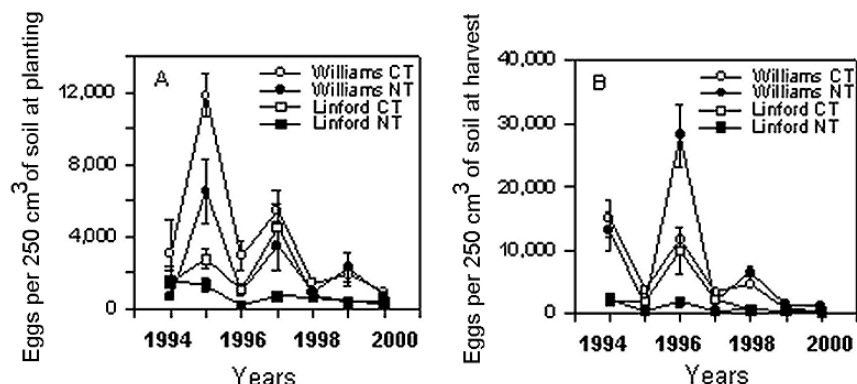 A
Williams CT
Williams NT
Linford CT
Linford NT
Eggs per 250 cm³ of soil at planting
12,000
8,000
4,000
0
1994 1996 1998 2000
Years
B
Williams CT
Williams NT
Linford CT
Linford NT
Eggs per 250 cm³ of soil at harvest
40,000
30,000
20,000
10,000
0
1994 1996 1998 2000
Years